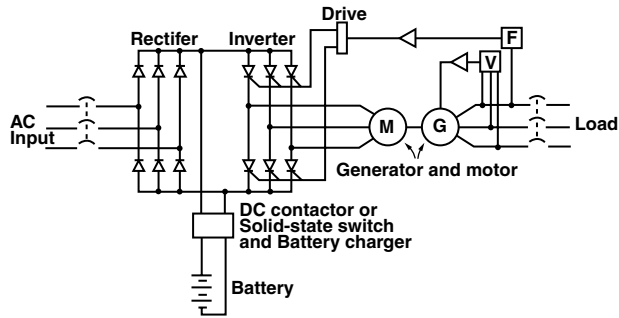 Drive
Rectifer
Inverter
F
V
AC
Input
M
G
Load
Generator and motor
DC contactor or
Solid-state switch
and Battery charger
Battery